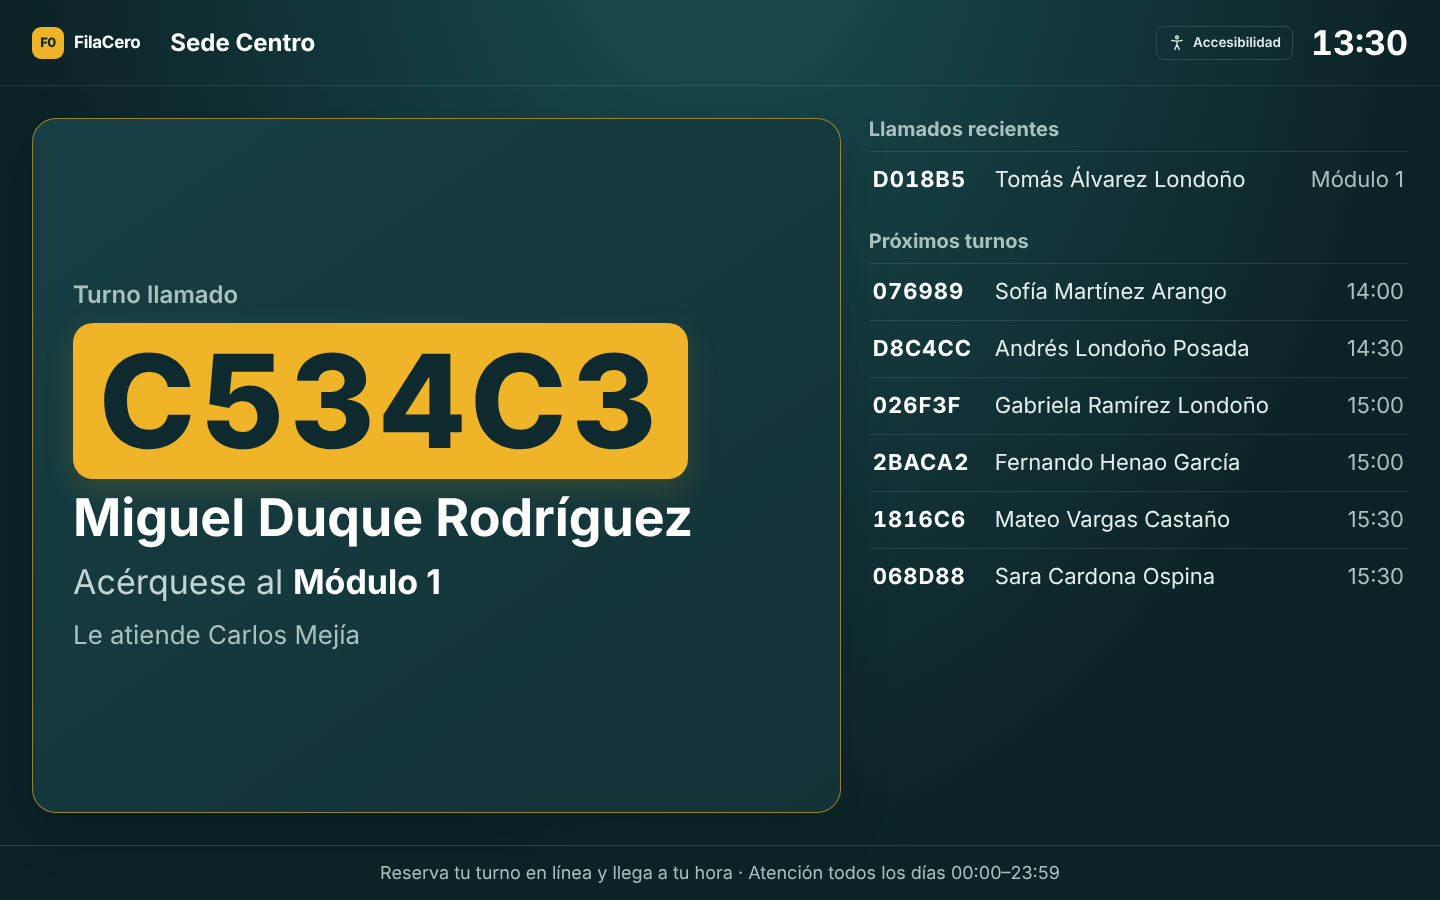 F0 FilaCero Sede Centro Accesibilidad 13:30
Turno llamado
C534C3
Miguel Duque Rodríguez
Acérquese al Módulo 1
Le atiende Carlos Mejía
Llamados recientes
D018B5 Tomás Álvarez Londoño Módulo 1
Próximos turnos
076989 Sofía Martínez Arango 14:00
D8C4CC Andrés Londoño Posada 14:30
026F3F Gabriela Ramírez Londoño 15:00
2BACA2 Fernando Henao García 15:00
1816C6 Mateo Vargas Castaño 15:30
068D88 Sara Cardona Ospina 15:30
Reserva tu turno en línea y llega a tu hora · Atención todos los días 00:00–23:59